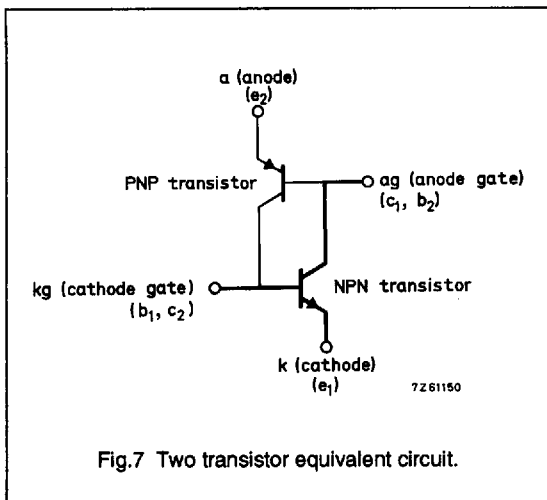 a (anode)
(e₂)
PNP transistor
ag (anode gate)
(c₁, b₂)
kg (cathode gate)
(b₁, c₂)
NPN transistor
k (cathode)
(e₁)
7Z61150
Fig.7 Two transistor equivalent circuit.